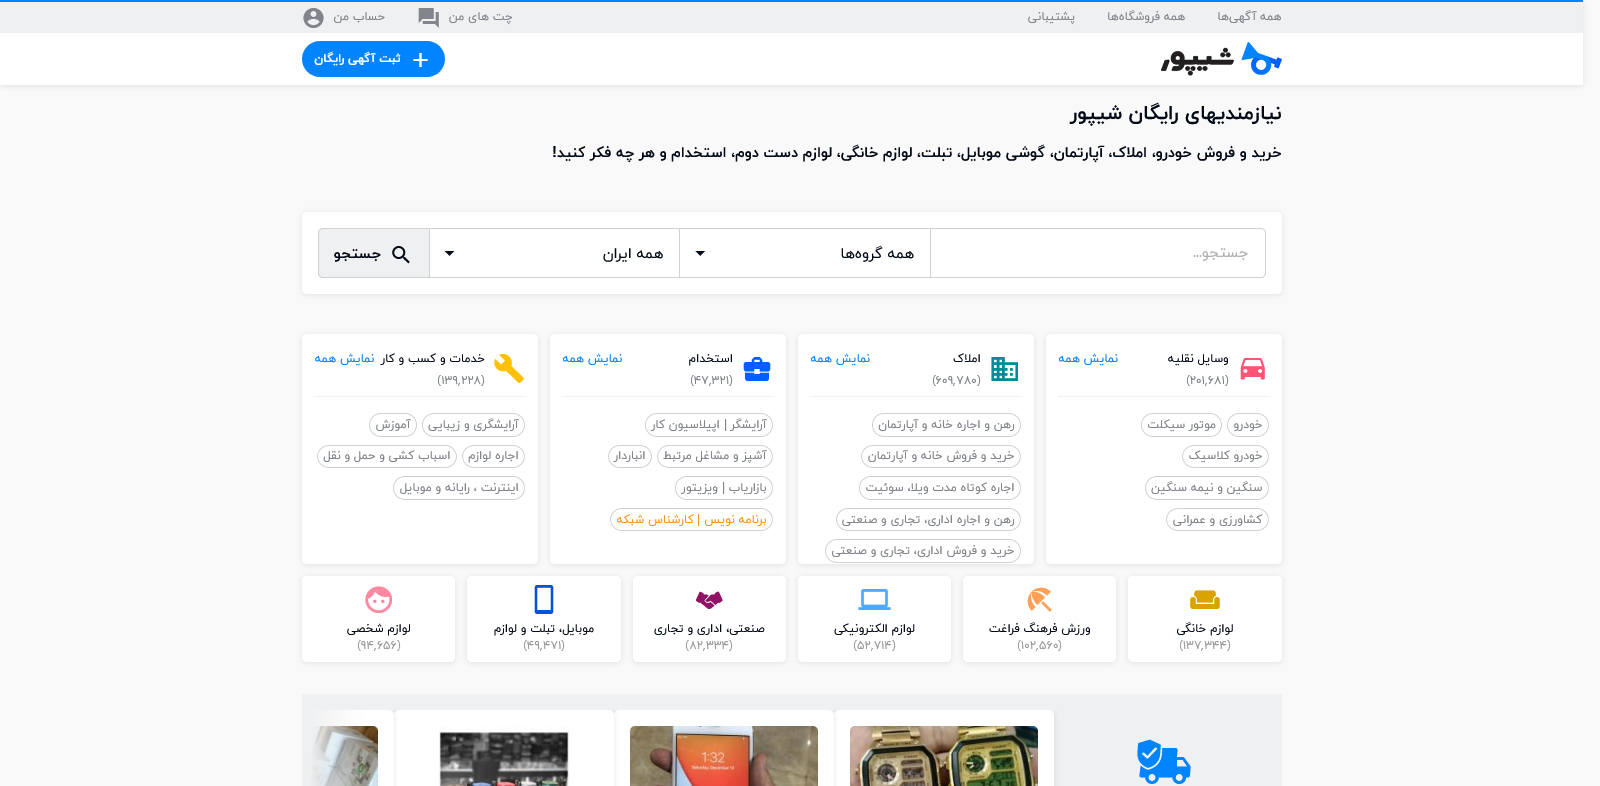 همه آگهی‌ها
همه فروشگاه‌ها
پشتیبانی
چت های من
حساب من
شیپور
ثبت آگهی رایگان
نیازمندیهای رایگان شیپور
خرید و فروش خودرو، املاک، آپارتمان، گوشی موبایل، تبلت، لوازم خانگی، لوازم دست دوم، استخدام و هر چه فکر کنید!
جستجو...
همه گروه‌ها
همه ایران
جستجو
وسایل نقلیه
نمایش همه
(۲۰۱,۶۸۱)
خودرو
موتور سیکلت
خودرو کلاسیک
سنگین و نیمه سنگین
کشاورزی و عمرانی
املاک
نمایش همه
(۶۰۹,۷۸۰)
رهن و اجاره خانه و آپارتمان
خرید و فروش خانه و آپارتمان
اجاره کوتاه مدت ویلا، سوئیت
رهن و اجاره اداری، تجاری و صنعتی
خرید و فروش اداری، تجاری و صنعتی
استخدام
نمایش همه
(۴۷,۳۲۱)
آرایشگر | اپیلاسیون کار
آشپز و مشاغل مرتبط
انباردار
بازاریاب | ویزیتور
برنامه نویس | کارشناس شبکه
خدمات و کسب و کار
نمایش همه
(۱۳۹,۲۲۸)
آرایشگری و زیبایی
آموزش
اجاره لوازم
اسباب کشی و حمل و نقل
اینترنت ، رایانه و موبایل
لوازم خانگی
(۱۳۷,۳۴۴)
ورزش فرهنگ فراغت
(۱۰۲,۵۶۰)
لوازم الکترونیکی
(۵۲,۷۱۴)
صنعتی، اداری و تجاری
(۸۲,۳۳۴)
موبایل، تبلت و لوازم
(۴۹,۴۷۱)
لوازم شخصی
(۹۴,۶۵۶)
1:32